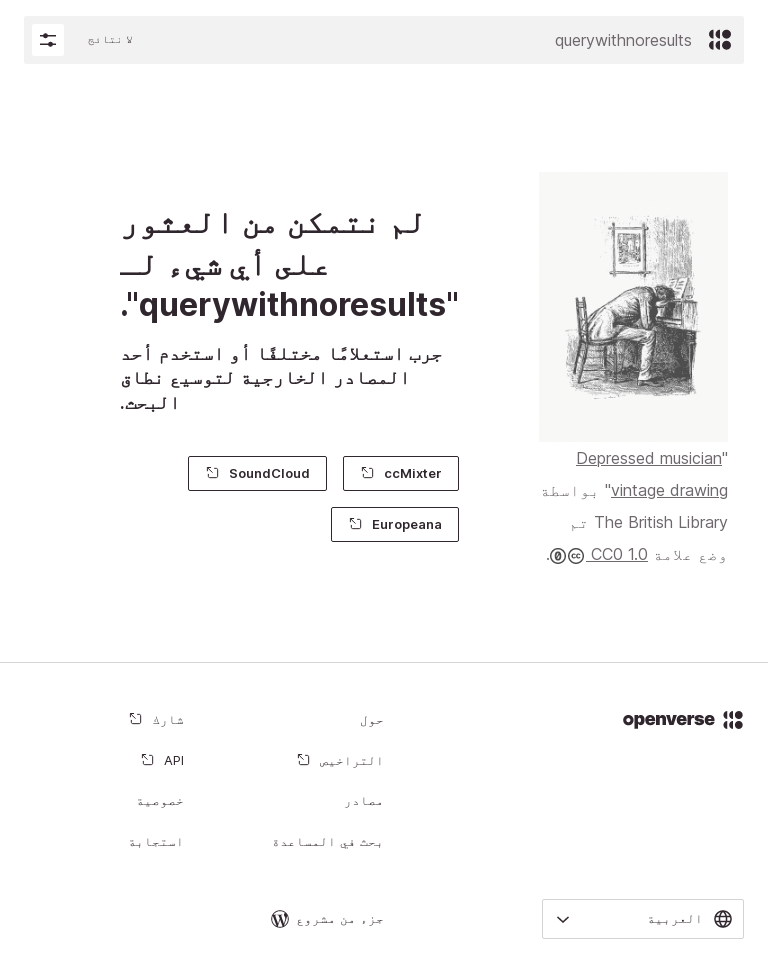 querywithnoresults
لا نتائج
لم نتمكن من العثور
على أي شيء لـ
"querywithnoresults".
جرب استعلامًا مختلفًا أو استخدم أحد
المصادر الخارجية لتوسيع نطاق
البحث.
ccMixter
SoundCloud
Europeana
"Depressed musician
vintage drawing" بواسطة
The British Library تم
وضع علامة CC0 1.0.
openverse
حول
شارك
التراخيص
API
مصادر
خصوصية
بحث في المساعدة
استجابة
العربية
جزء من مشروع